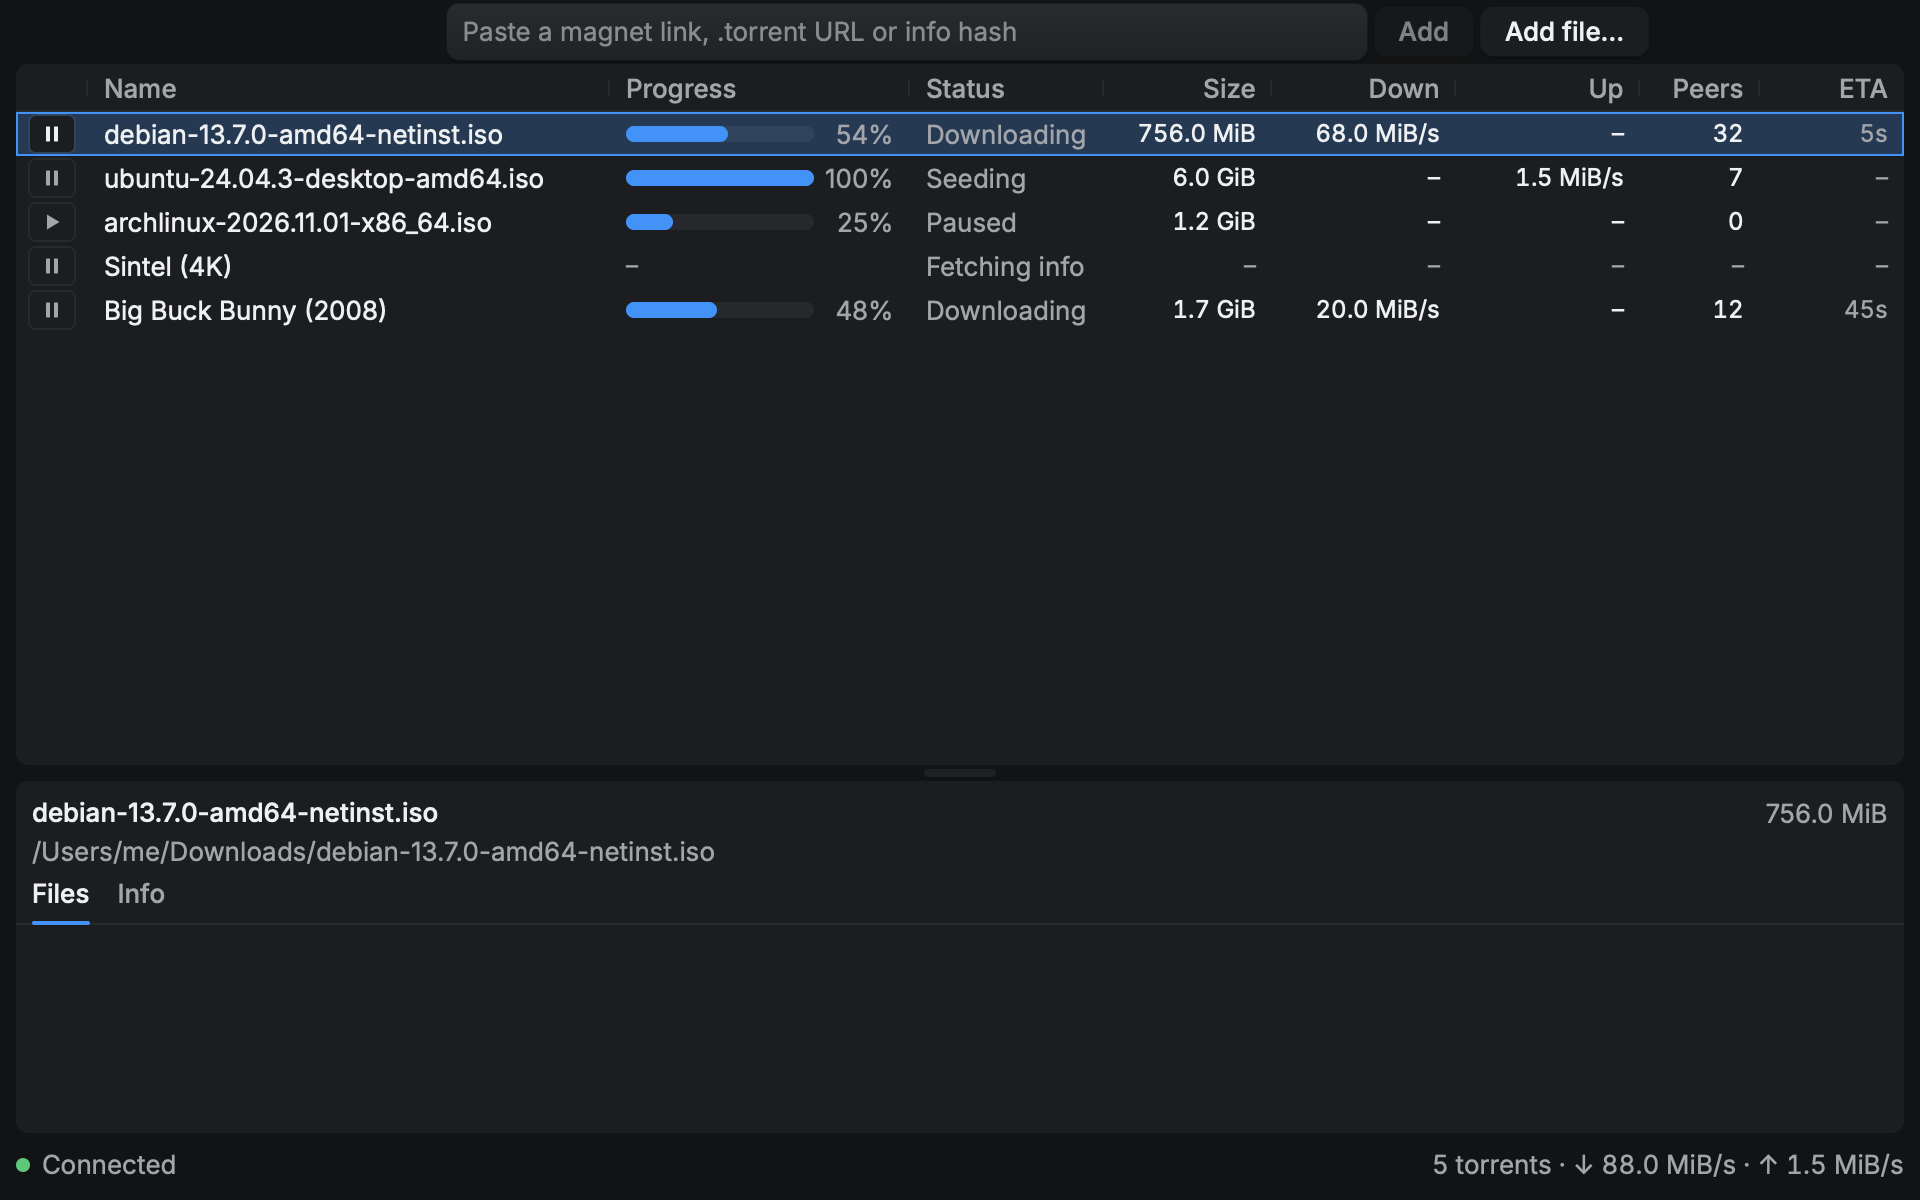 Paste a magnet link, .torrent URL or info hash Add Add file...
Name Progress Status Size Down Up Peers ETA
debian-13.7.0-amd64-netinst.iso 54% Downloading 756.0 MiB 68.0 MiB/s – 32 5s
ubuntu-24.04.3-desktop-amd64.iso 100% Seeding 6.0 GiB – 1.5 MiB/s 7 –
archlinux-2026.11.01-x86_64.iso 25% Paused 1.2 GiB – – 0 –
Sintel (4K) – Fetching info – – – – –
Big Buck Bunny (2008) 48% Downloading 1.7 GiB 20.0 MiB/s – 12 45s
debian-13.7.0-amd64-netinst.iso 756.0 MiB
/Users/me/Downloads/debian-13.7.0-amd64-netinst.iso
Files Info
Connected 5 torrents · ↓ 88.0 MiB/s · ↑ 1.5 MiB/s